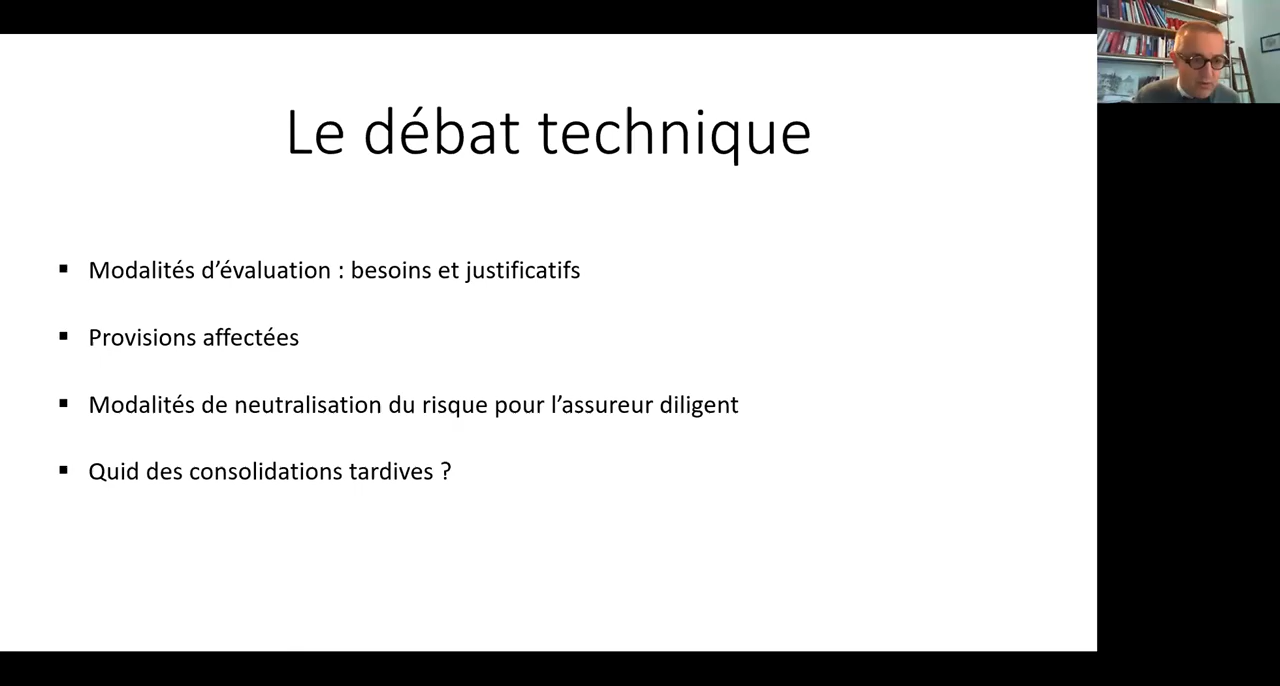 Le débat technique
▪ Modalités d’évaluation : besoins et justificatifs
▪ Provisions affectées
▪ Modalités de neutralisation du risque pour l’assureur diligent
▪ Quid des consolidations tardives ?